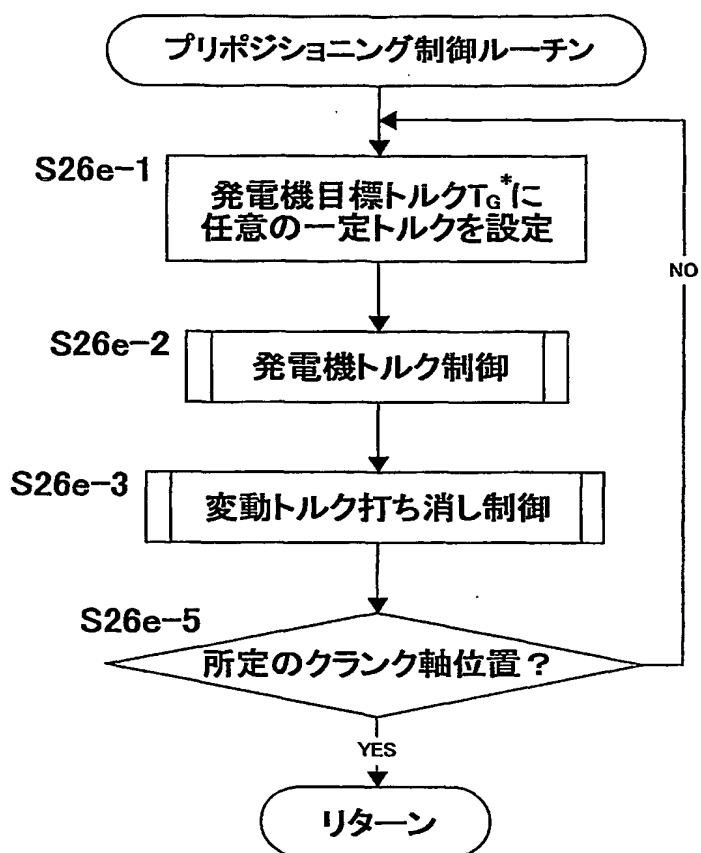 プリポジショニング制御ルーチン
S26e-1
発電機目標トルクTG*に
任意の一定トルクを設定
NO
S26e-2
発電機トルク制御
S26e-3
変動トルク打ち消し制御
S26e-5
所定のクランク軸位置？
YES
リターン